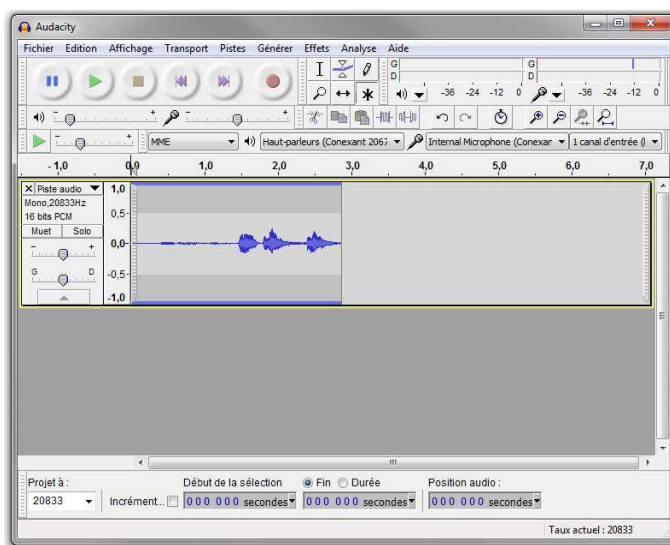 Audacity
Fichier Edition Affichage Transport Pistes Générer Effets Analyse Aide
G
D
-36 -24 -12 0
G
D
-36 -24 -12 0
MME
Haut-parleurs (Conexant 2067
Internal Microphone (Conexan
1 canal d'entrée (
- 1,0 0,0 1,0 2,0 3,0 4,0 5,0 6,0 7,0
Piste audio
Mono,20833Hz
16 bits PCM
Muet Solo
- +
G D
1,0
0,5
0,0
-0,5
-1,0
Projet à :
20833
Incrément...
Début de la sélection
000 000 secondes
Fin Durée
000 000 secondes
Position audio :
000 000 secondes
Taux actuel : 20833